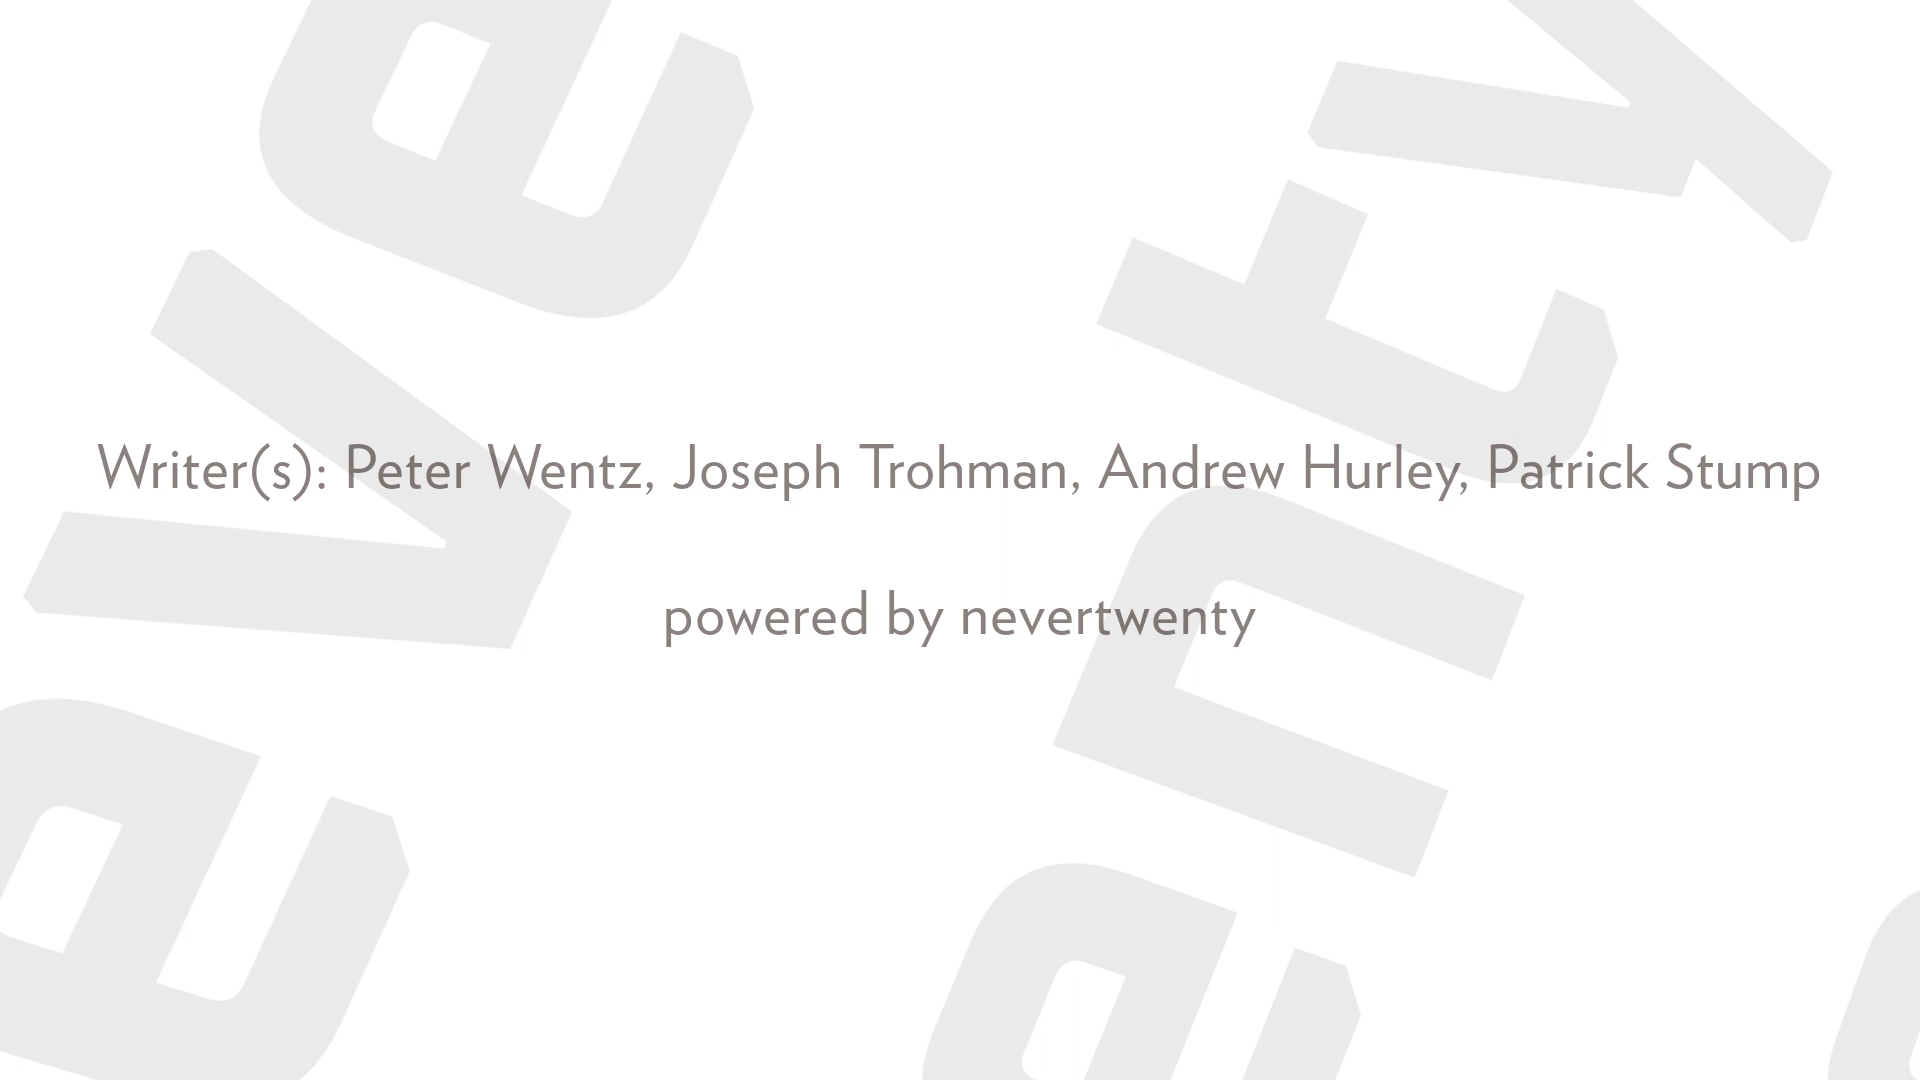 Writer(s): Peter Wentz, Joseph Trohman, Andrew Hurley, Patrick Stump
powered by nevertwenty